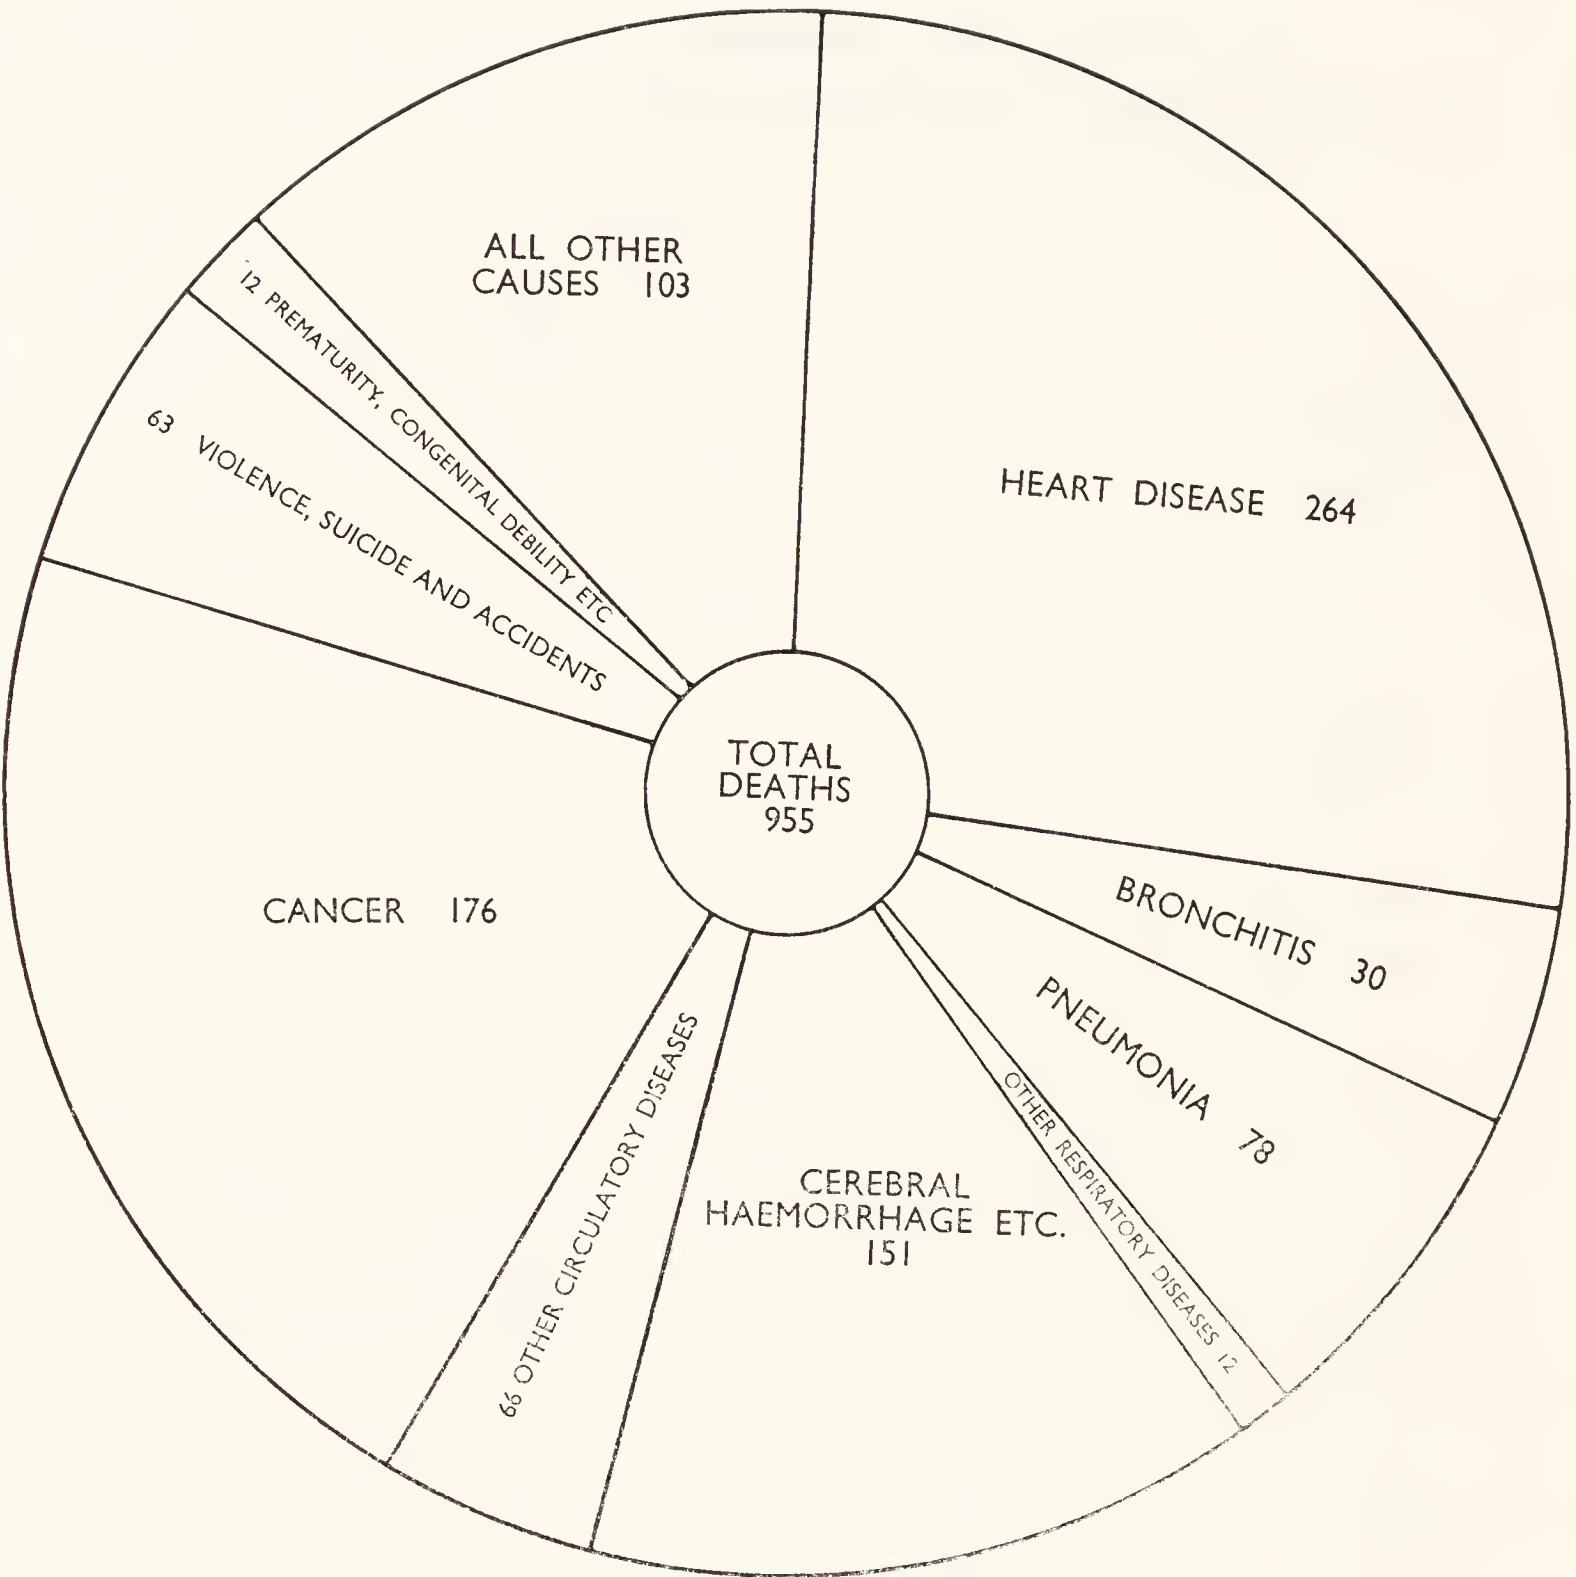 ALL OTHER
CAUSES 103
HEART DISEASE 264
BRONCHITIS 30
PNEUMONIA 78
OTHER RESPIRATORY DISEASES 12
CEREBRAL
HAEMORRHAGE ETC.
151
66 OTHER CIRCULATORY DISEASES
CANCER 176
63 VIOLENCE, SUICIDE AND ACCIDENTS
12 PREMATURITY, CONGENITAL DEBILITY ETC
TOTAL
DEATHS
955